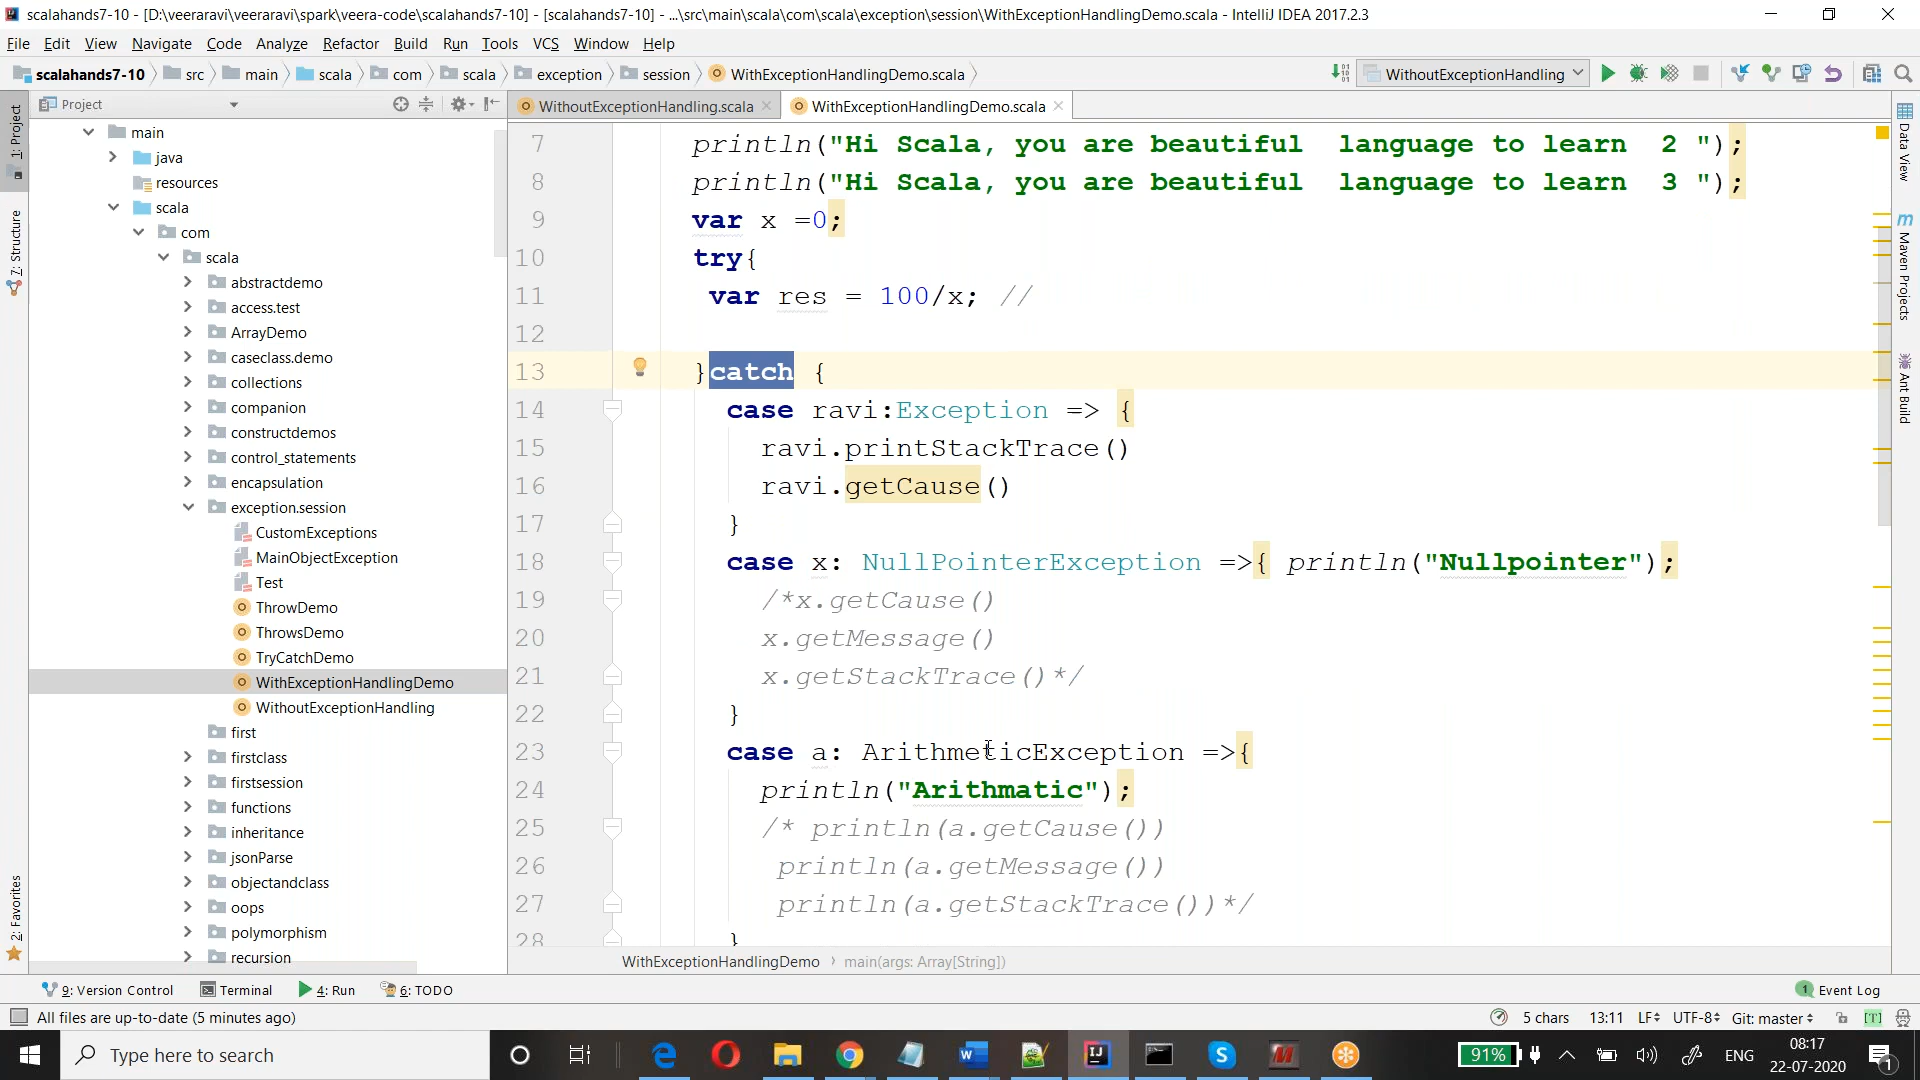 scalahands7-10 - [D:\veeraravi\veeraravi\spark\veera-code\scalahands7-10] - [scalahands7-10] - ...\src\main\scala\com\scala\exception\session\WithExceptionHandlingDemo.scala - IntelliJ IDEA 2017.2.3
File Edit View Navigate Code Analyze Refactor Build Run Tools VCS Window Help
scalahands7-10 src main scala com scala exception session WithExceptionHandlingDemo.scala WithoutExceptionHandling
Project
WithoutExceptionHandling.scala WithExceptionHandlingDemo.scala
1: Project
7: Structure
2: Favorites
main
java
resources
scala
com
scala
abstractdemo
access.test
ArrayDemo
caseclass.demo
collections
companion
constructdemos
control_statements
encapsulation
exception.session
CustomExceptions
MainObjectException
Test
ThrowDemo
ThrowsDemo
TryCatchDemo
WithExceptionHandlingDemo
WithoutExceptionHandling
first
firstclass
firstsession
functions
inheritance
jsonParse
objectandclass
oops
polymorphism
recursion
7 println("Hi Scala, you are beautiful  language to learn  2 ");
8 println("Hi Scala, you are beautiful  language to learn  3 ");
9 var x =0;
10 try{
11 var res = 100/x; //
12
13 }catch {
14 case ravi:Exception => {
15 ravi.printStackTrace()
16 ravi.getCause()
17 }
18 case x: NullPointerException =>{ println("Nullpointer");
19 /*x.getCause()
20 x.getMessage()
21 x.getStackTrace()*/
22 }
23 case a: ArithmeticException =>{
24 println("Arithmatic");
25 /* println(a.getCause())
26 println(a.getMessage())
27 println(a.getStackTrace())*/
28 }
WithExceptionHandlingDemo main(args: Array[String])
Data View
Maven Projects
Ant Build
9: Version Control Terminal 4: Run 6: TODO 1 Event Log
All files are up-to-date (5 minutes ago) 5 chars 13:11 LF UTF-8 Git: master [T]
Type here to search 91% ENG 08:17
22-07-2020 1